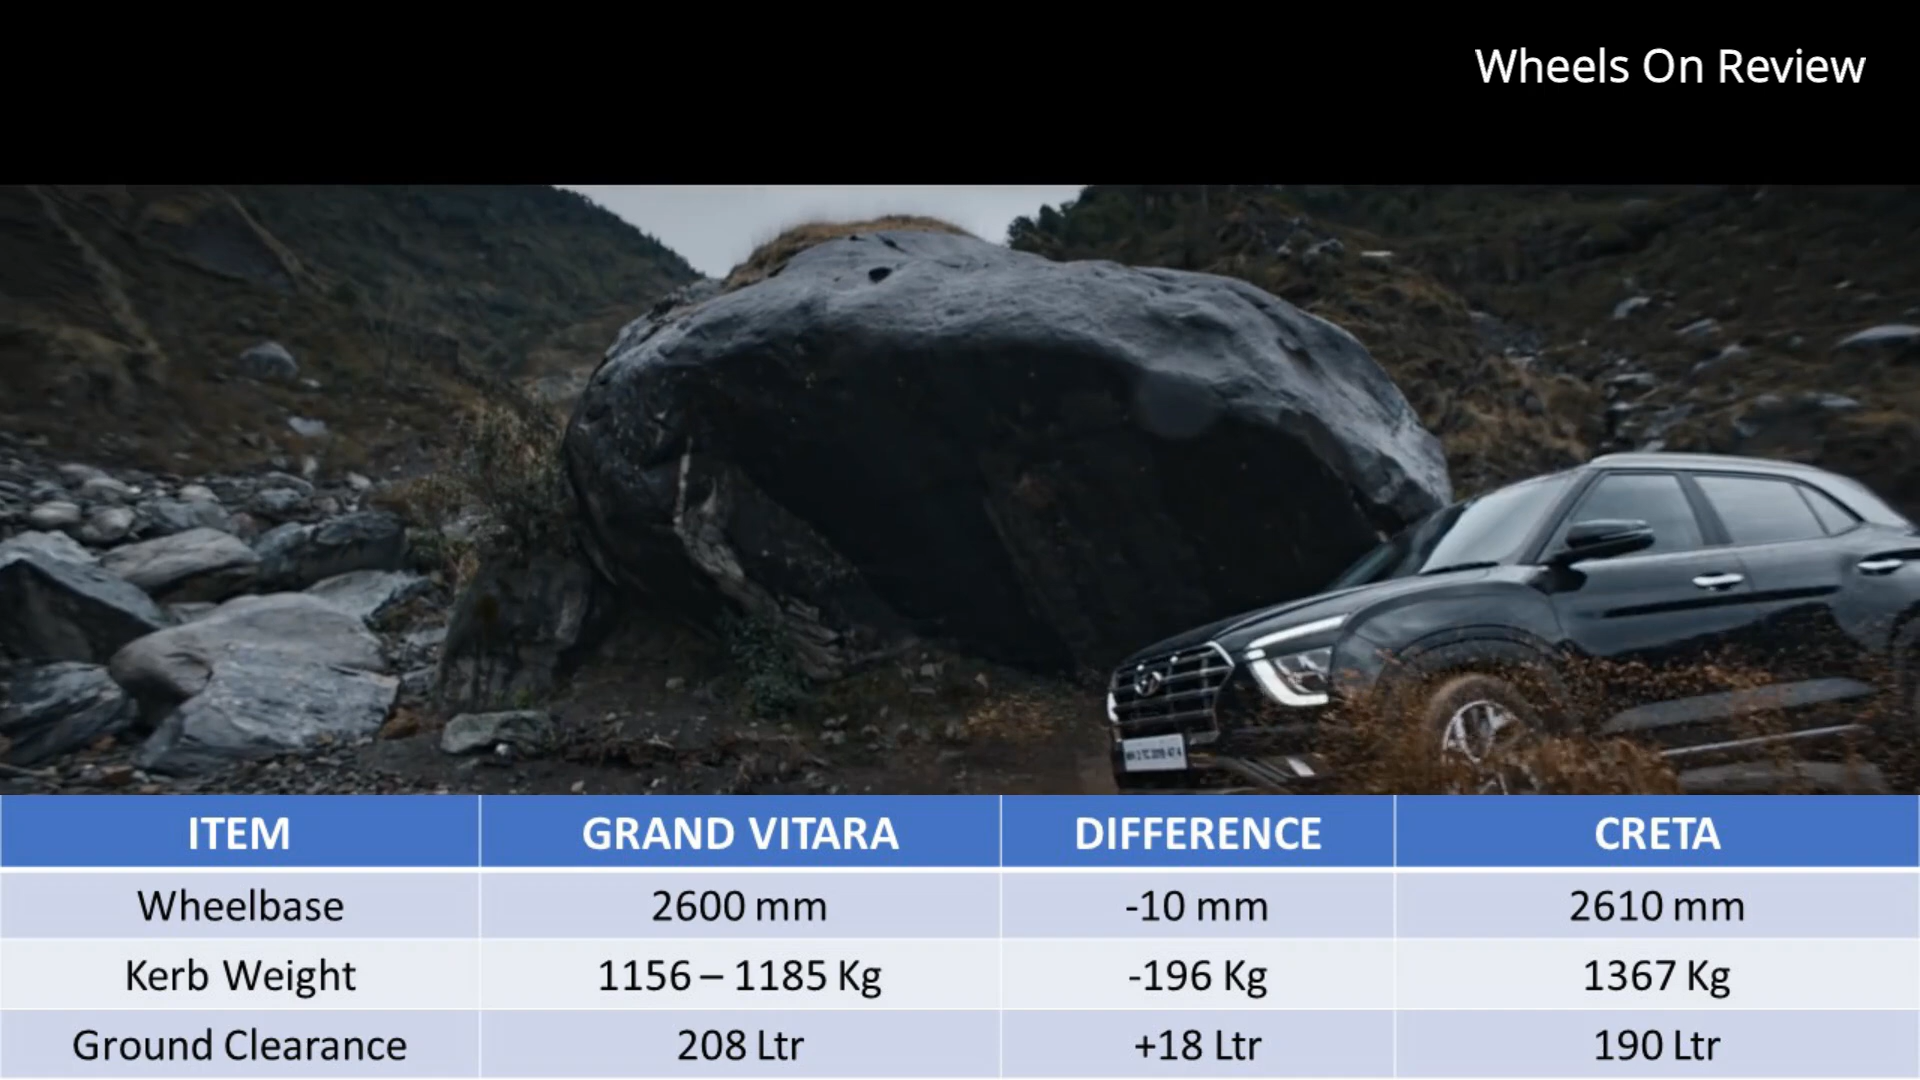 Wheels On Review
ITEM GRAND VITARA DIFFERENCE CRETA
Wheelbase 2600 mm -10 mm 2610 mm
Kerb Weight 1156 – 1185 Kg -196 Kg 1367 Kg
Ground Clearance 208 Ltr +18 Ltr 190 Ltr